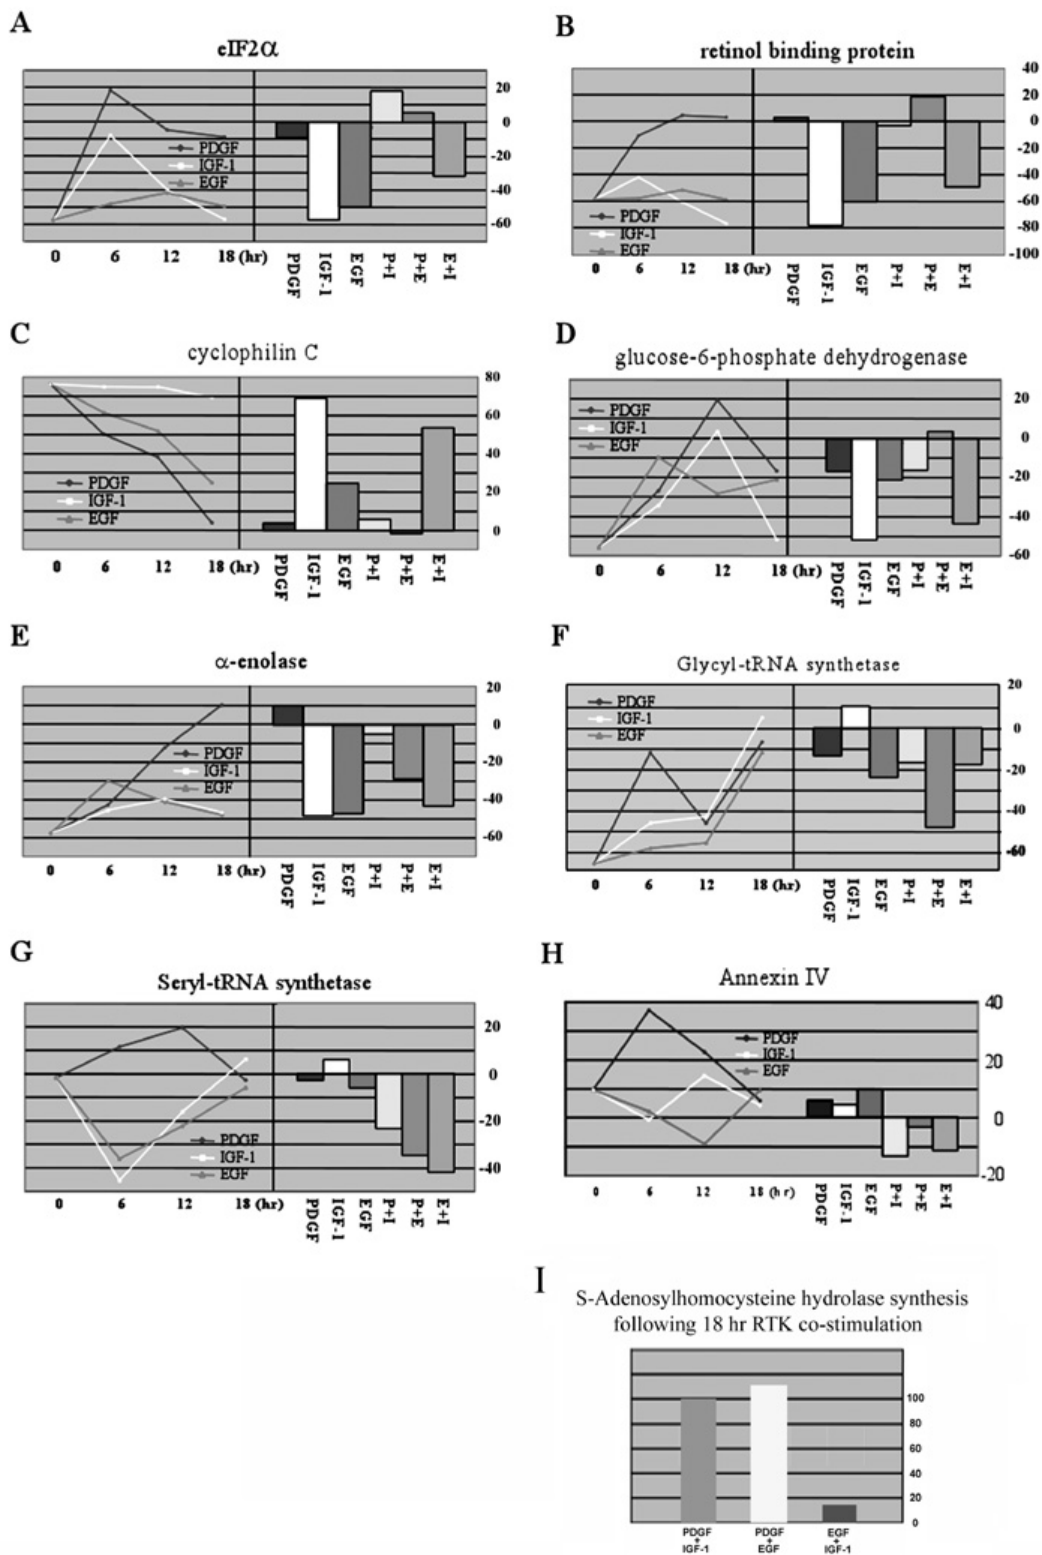 A
eIF2α
20
0
-20
-40
-60
PDGF
IGF-1
EGF
0 6 12 18 (hr)
PDGF IGF-1 EGF P+I P+E E+I
B
retinol binding protein
40
20
0
-20
-40
-60
-80
-100
PDGF
IGF-1
EGF
0 6 12 18 (hr)
PDGF IGF-1 EGF P+I P+E E+I
C
cyclophilin C
80
60
40
20
0
PDGF
IGF-1
EGF
0 6 12 18 (hr)
PDGF IGF-1 EGF P+I P+E E+I
D
glucose-6-phosphate dehydrogenase
20
0
-20
-40
-60
PDGF
IGF-1
EGF
0 6 12 18 (hr)
PDGF IGF-1 EGF P+I P+E E+I
E
α-enolase
20
0
-20
-40
-60
PDGF
IGF-1
EGF
0 6 12 18 (hr)
PDGF IGF-1 EGF P+I P+E E+I
F
Glycyl-tRNA synthetase
20
0
-20
-40
-60
PDGF
IGF-1
EGF
0 6 12 18 (hr)
PDGF IGF-1 EGF P+I P+E E+I
G
Seryl-tRNA synthetase
20
0
-20
-40
PDGF
IGF-1
EGF
0 6 12 18 (hr)
PDGF IGF-1 EGF P+I P+E E+I
H
Annexin IV
40
20
0
-20
PDGF
IGF-1
EGF
0 6 12 18 (hr)
PDGF IGF-1 EGF P+I P+E E+I
I
S-Adenosylhomocysteine hydrolase synthesis
following 18 hr RTK co-stimulation
100
80
60
40
20
0
PDGF PDGF EGF
+ + +
IGF-1 EGF IGF-1